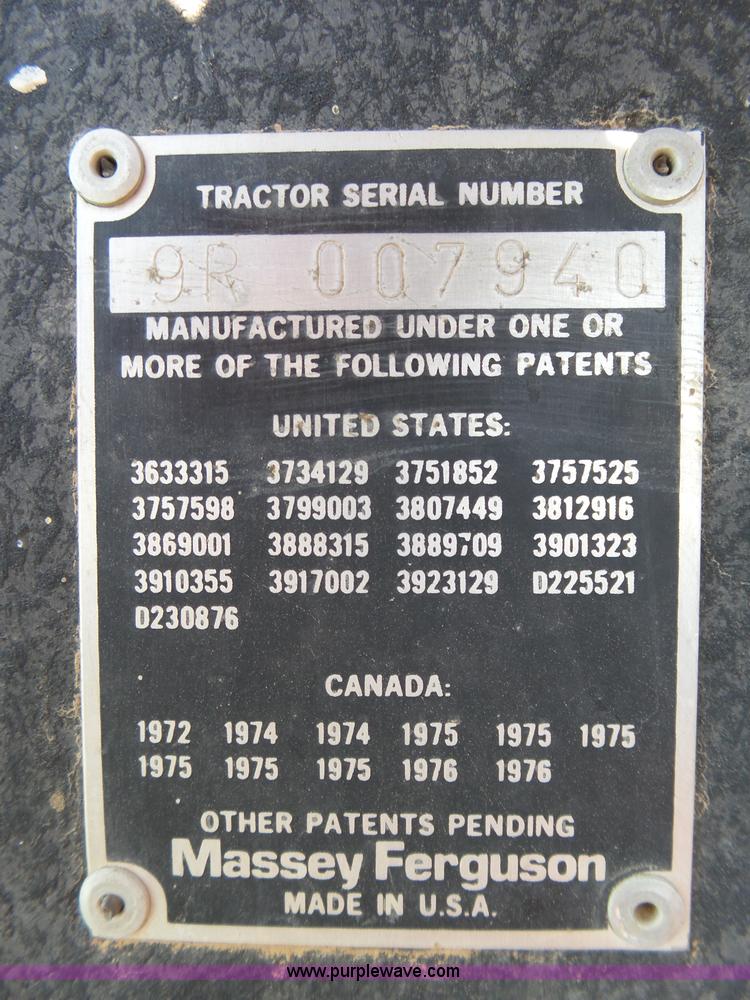 TRACTOR SERIAL NUMBER
9R 007940
MANUFACTURED UNDER ONE OR
MORE OF THE FOLLOWING PATENTS
UNITED STATES:
3633315 3734129 3751852 3757525
3757598 3799003 3807449 3812916
3869001 3888315 3889709 3901323
3910355 3917002 3923129 D225521
D230876
CANADA:
1972 1974 1974 1975 1975 1975
1975 1975 1975 1976 1976
OTHER PATENTS PENDING
Massey Ferguson
MADE IN U.S.A.
www.purplewave.com